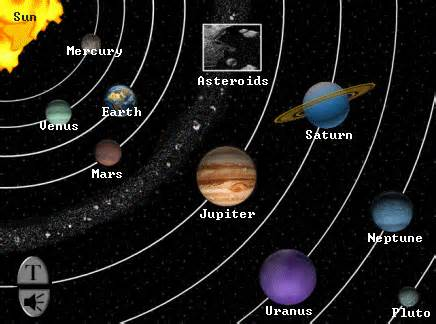 Sun
Mercury
Asteroids
Earth
Venus
Saturn
Mars
Jupiter
Neptune
T
Uranus
Pluto